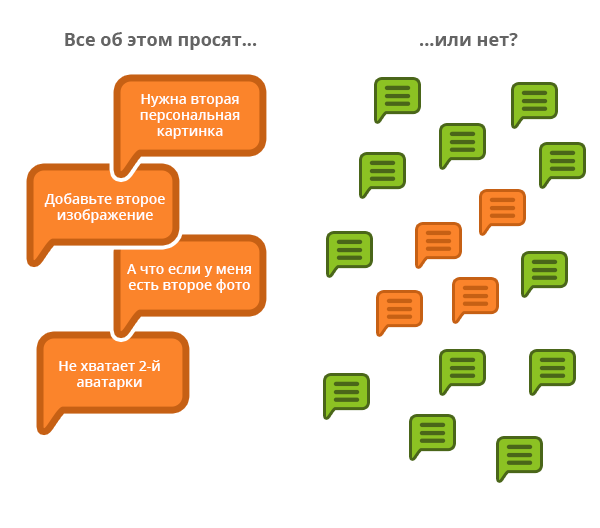 Все об этом просят...
...или нет?
Нужна вторая
персональная
картинка
Добавьте второе
изображение
А что если у меня
есть второе фото
Не хватает 2-й
аватарки